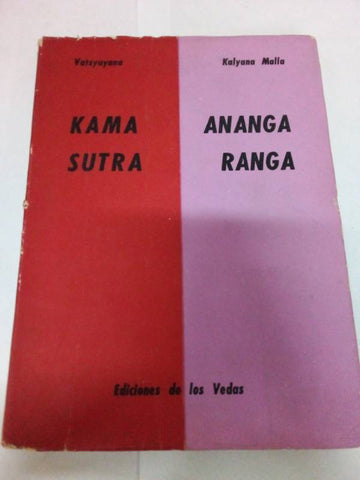 Vatsyayana
KAMA
SUTRA
Kalyana Malla
ANANGA
RANGA
Ediciones de los Vedas